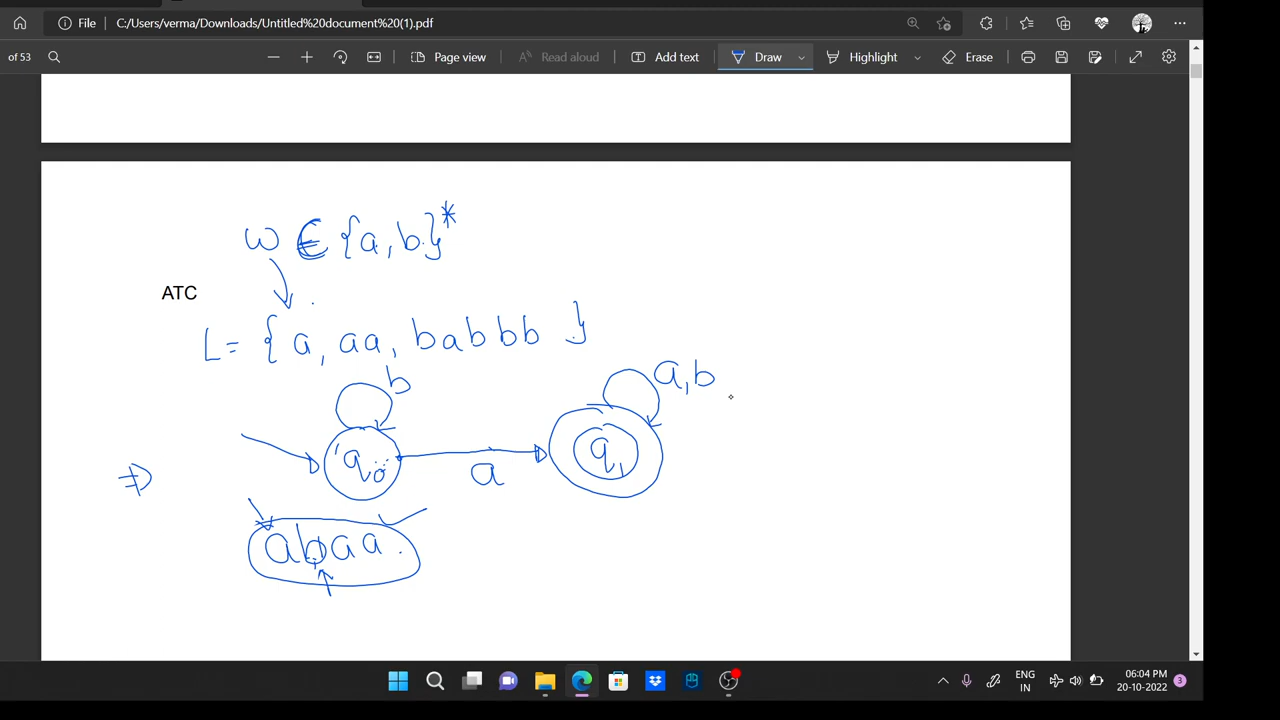 File C:/Users/verma/Downloads/Untitled%20document%20(1).pdf
of 53 Page view Read aloud Add text Draw Highlight Erase
w ∈ {a, b}*
ATC
L = { a, aa, babbb }
b
a,b
q₀ a q₁
abaa
ENG 06:04 PM
IN 20-10-2022 3